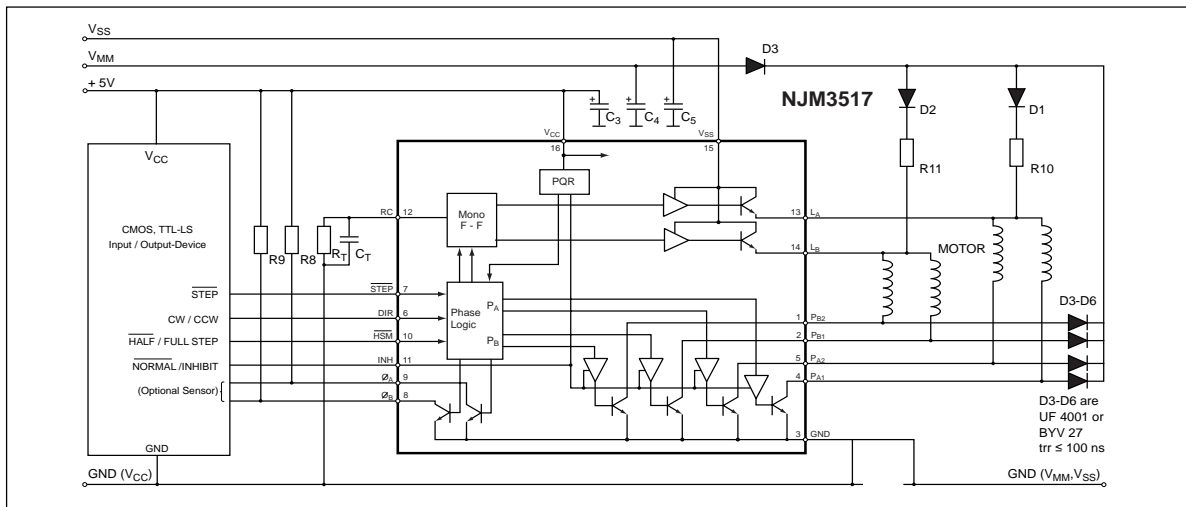 VSS
VMM
+ 5V
D3
NJM3517
D2
D1
R11
R10
+
C3
+
C4
+
C5
VCC
16
VSS
15
VCC
PQR
CMOS, TTL-LS
Input / Output-Device
R9
R8
RT
CT
RC
12
Mono
F - F
13
LA
14
LB
MOTOR
STEP
STEP
7
CW / CCW
DIR
6
HALF / FULL STEP
HSM
10
NORMAL /INHIBIT
INH
11
(Optional Sensor)
ØA
9
ØB
8
Phase
Logic
PA
PB
1
PB2
2
PB1
5
PA2
4
PA1
3
GND
D3-D6
D3-D6 are
UF 4001 or
BYV 27
trr ≤ 100 ns
GND
GND (VCC)
GND (VMM,VSS)